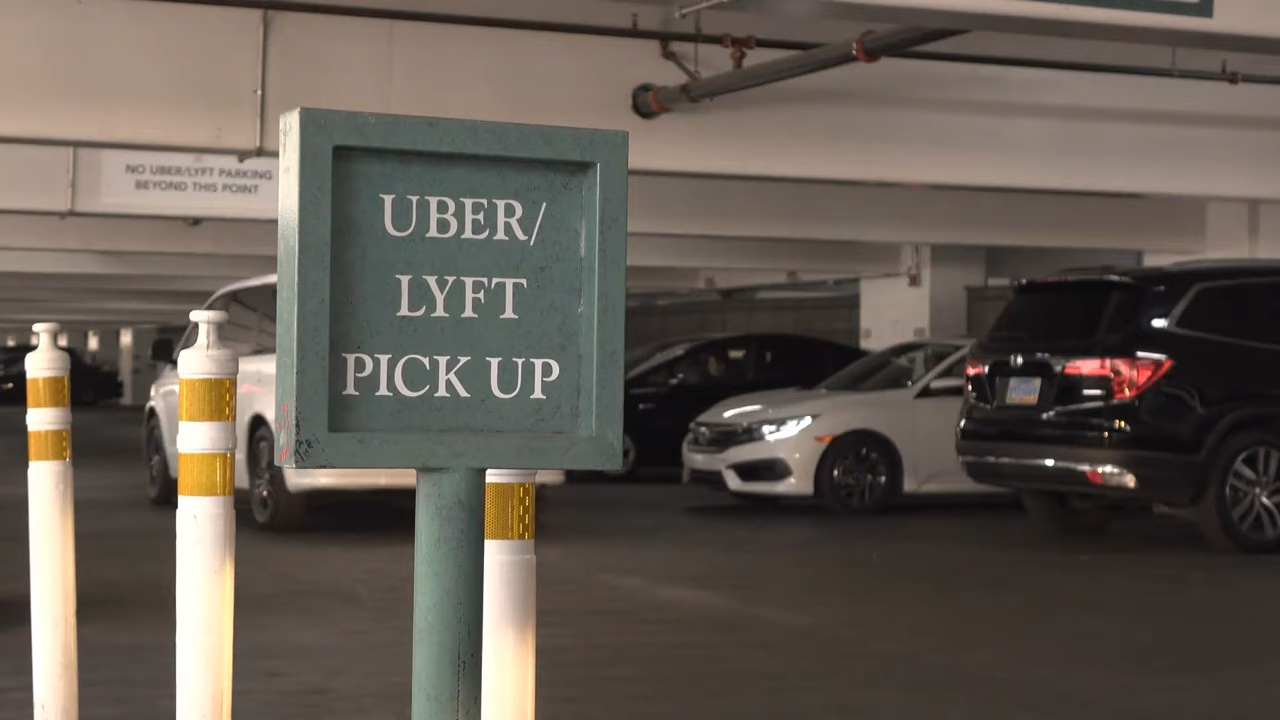 NO UBER/LYFT PARKING
BEYOND THIS POINT
UBER/
LYFT
PICK UP